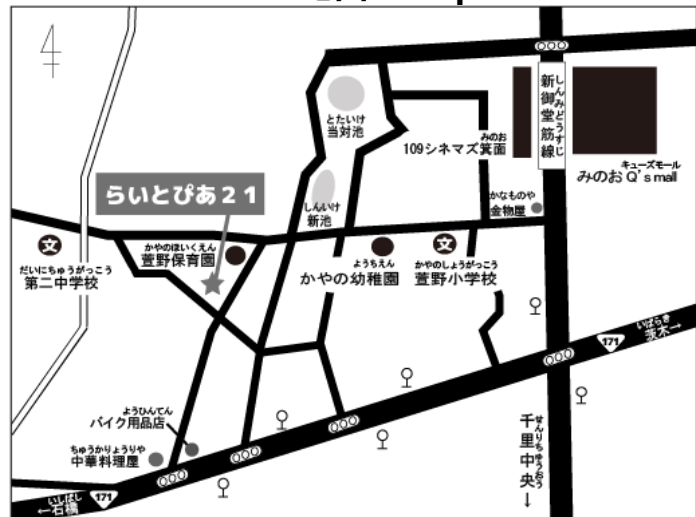 4
とたいけ
当対池
しんみどうすじ
新御堂筋線
みのお
109シネマズ箕面
キューズモール
みのおQ's mall
らいとぴあ21
しんいけ
新池
かなものや
金物屋
文
だいにちゅうがっこう
第二中学校
かやのほいくえん
萱野保育園
ようちえん
かやの幼稚園
文
かやのしょうがっこう
萱野小学校
いばらき
171 茨木→
ようひんてん
バイク用品店
ちゅうかりょうりや
中華料理屋
せんりちゅうおう
千里中央↓
いしばし
←石橋 171